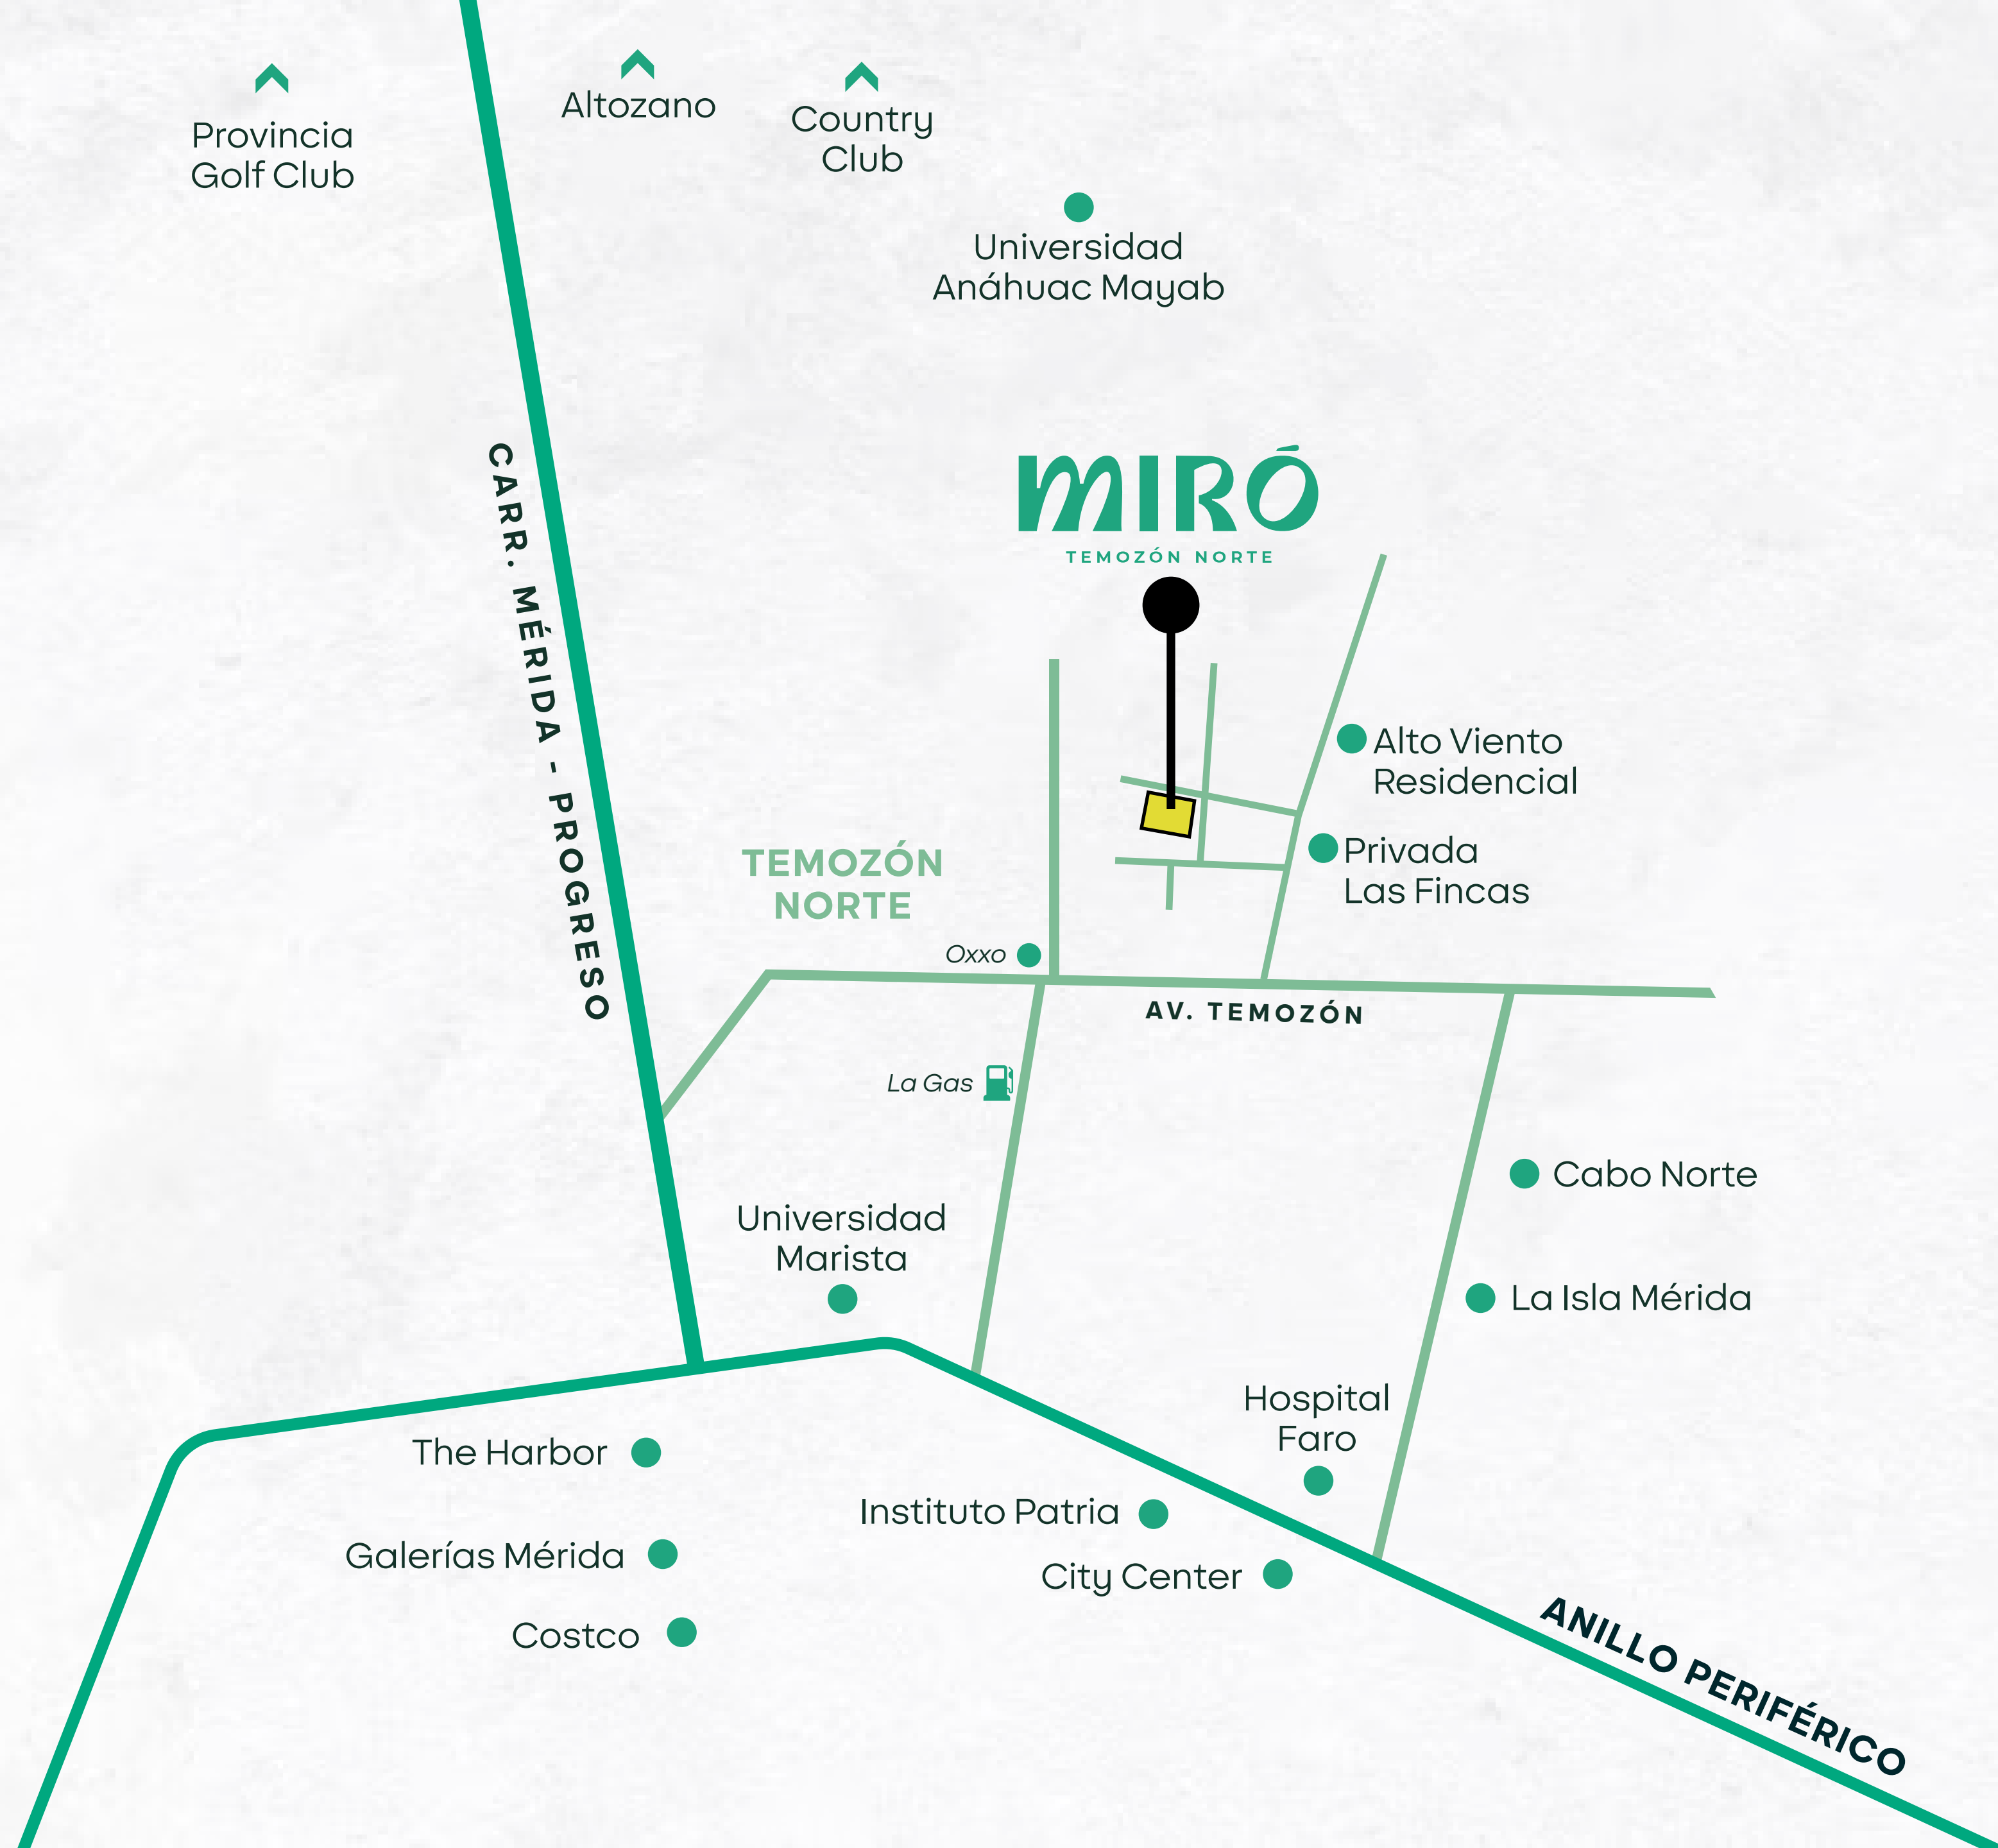 Provincia
Golf Club
Altozano
Country
Club
Universidad
Anáhuac Mayab
CARR. MÉRIDA - PROGRESO
MIRÓ
TEMOZÓN NORTE
Alto Viento
Residencial
Privada
Las Fincas
TEMOZÓN
NORTE
Oxxo
AV. TEMOZÓN
La Gas
Cabo Norte
Universidad
Marista
La Isla Mérida
Hospital
Faro
The Harbor
Instituto Patria
Galerías Mérida
City Center
Costco
ANILLO PERIFÉRICO